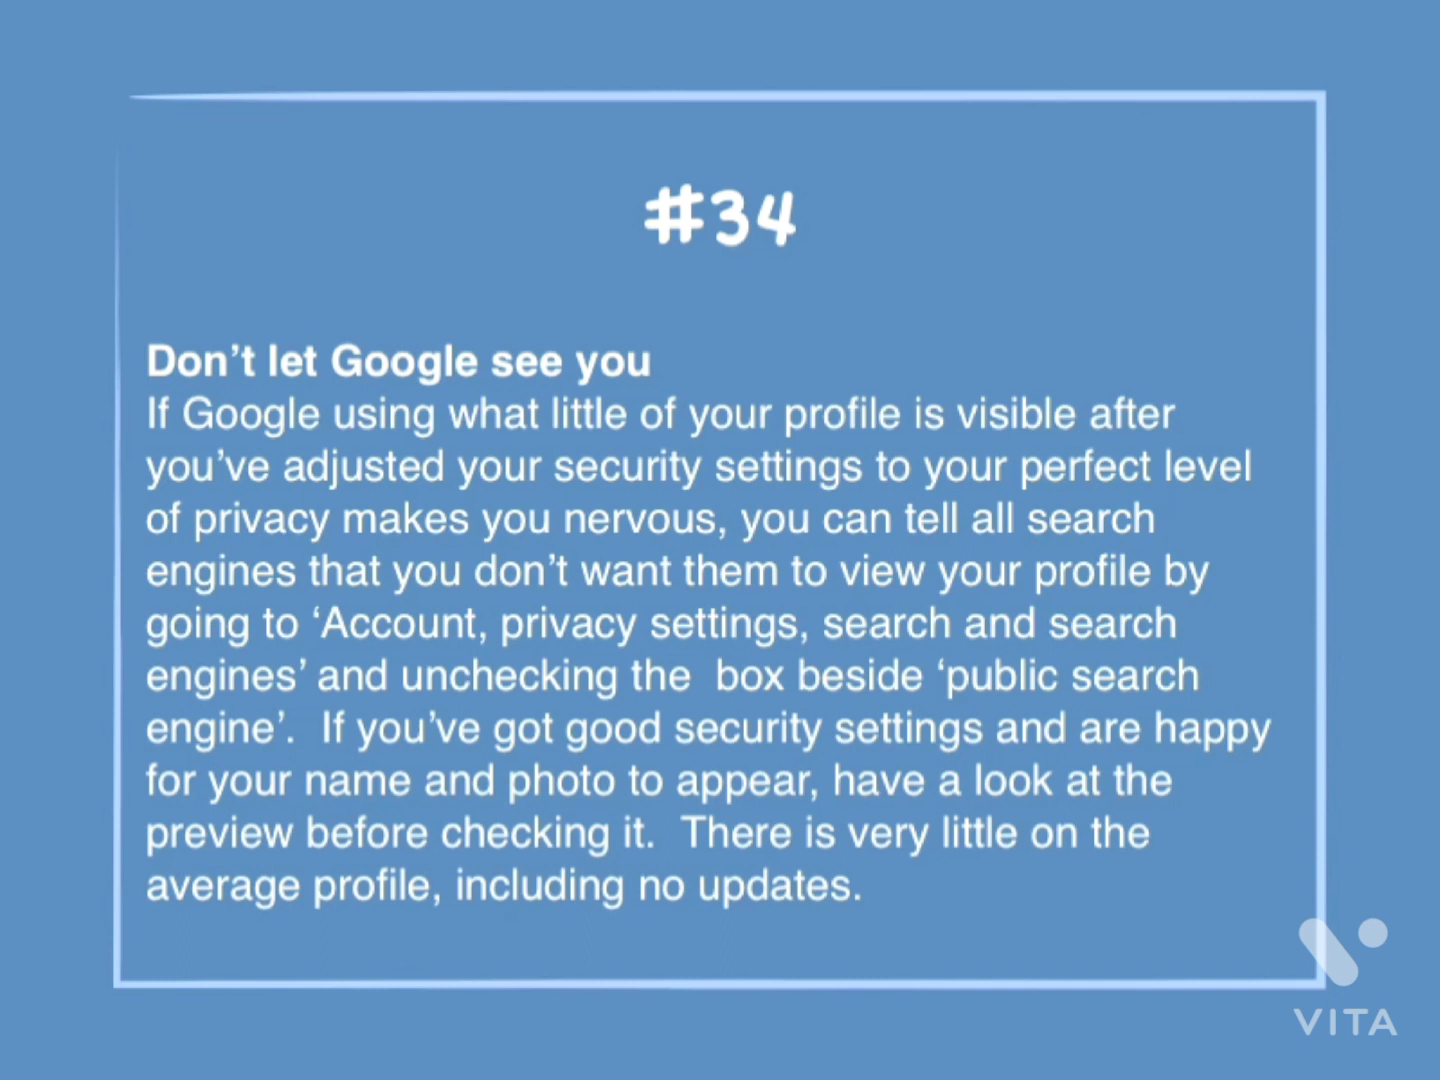 #34
Don’t let Google see you
If Google using what little of your profile is visible after
you’ve adjusted your security settings to your perfect level
of privacy makes you nervous, you can tell all search
engines that you don’t want them to view your profile by
going to ‘Account, privacy settings, search and search
engines’ and unchecking the  box beside ‘public search
engine’.  If you’ve got good security settings and are happy
for your name and photo to appear, have a look at the
preview before checking it.  There is very little on the
average profile, including no updates.
VITA